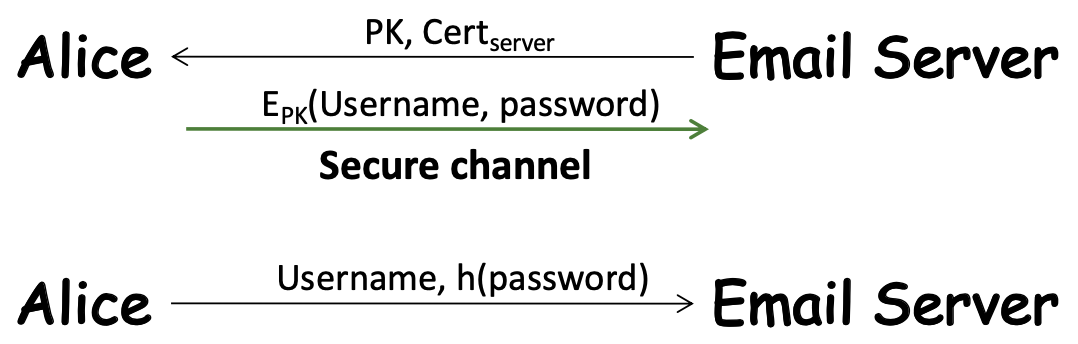 PK, Cert_server
Alice Email Server
E_PK(Username, password)
Secure channel
Username, h(password)
Alice Email Server